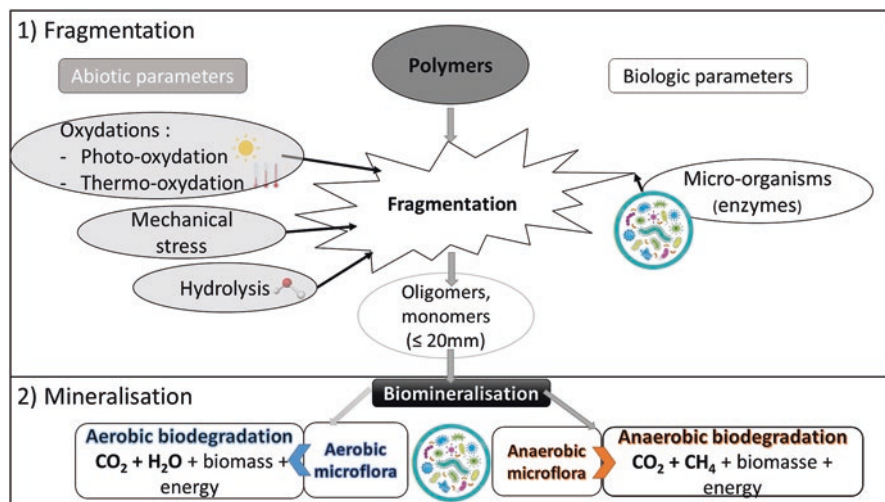 1) Fragmentation
Abiotic parameters
Polymers
Biologic parameters
Oxydations :
- Photo-oxydation
- Thermo-oxydation
Mechanical
stress
Hydrolysis
Fragmentation
Micro-organisms
(enzymes)
Oligomers,
monomers
(≤ 20mm)
2) Mineralisation
Biomineralisation
Aerobic biodegradation
CO₂ + H₂O + biomass +
energy
Aerobic
microflora
Anaerobic
microflora
Anaerobic biodegradation
CO₂ + CH₄ + biomasse +
energy